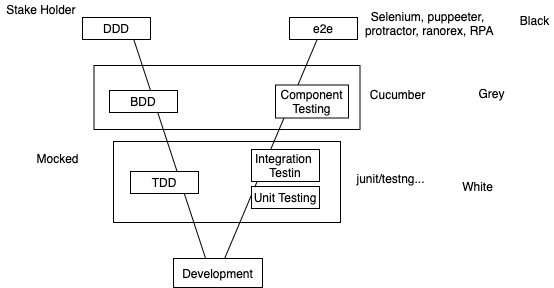 Stake Holder
DDD
e2e
Selenium, puppeeter,
protractor, ranorex, RPA
Black
BDD
Component
Testing
Cucumber
Grey
Mocked
TDD
Integration
Testin
Unit Testing
junit/testng...
White
Development